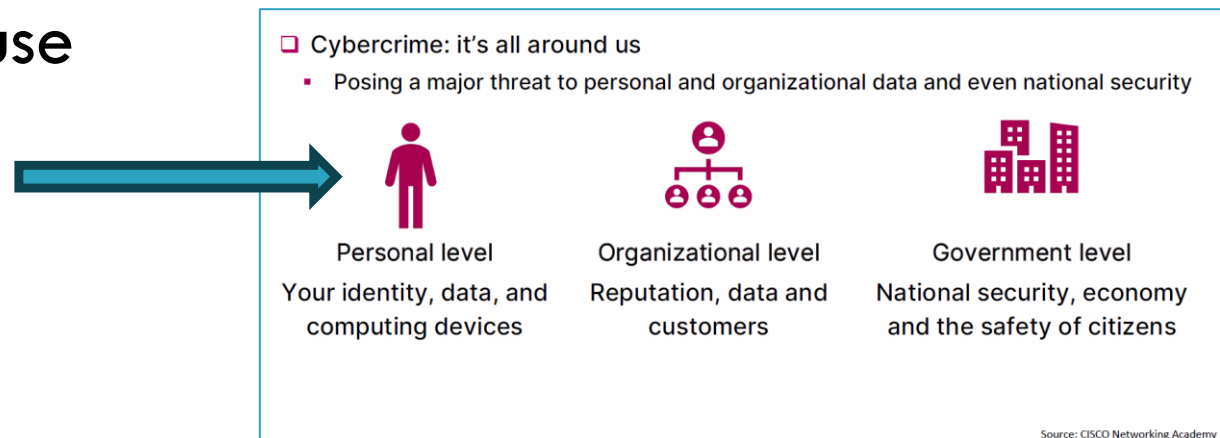 Cybercrime: it's all around us
Posing a major threat to personal and organizational data and even national security
Personal level
Your identity, data, and
computing devices
Organizational level
Reputation, data and
customers
Government level
National security, economy
and the safety of citizens
Source: CISCO Networking Academy